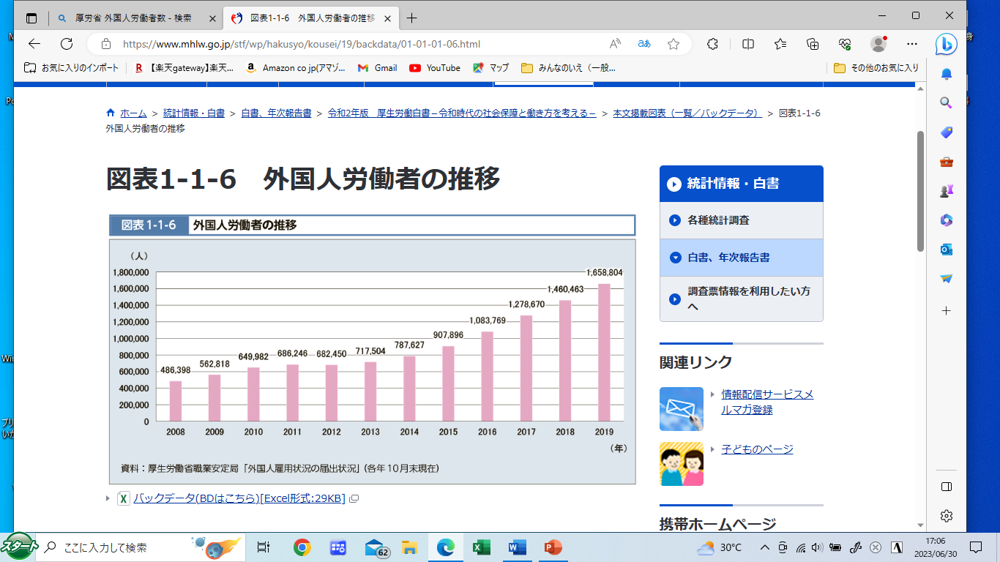 厚労省 外国人労働者数 - 検索
図表1-1-6　外国人労働者の推移
https://www.mhlw.go.jp/stf/wp/hakusyo/kousei/19/backdata/01-01-01-06.html
お気に入りのインポート
【楽天gateway】楽天...
Amazon co jp(アマゾ...
Gmail
YouTube
マップ
みんなのいえ（一般...
その他のお気に入り
ホーム > 統計情報・白書 > 白書、年次報告書 > 令和2年版　厚生労働白書－令和時代の社会保障と働き方を考える－ > 本文掲載図表（一覧／バックデータ） > 図表1-1-6
外国人労働者の推移
図表1-1-6　外国人労働者の推移
図表1-1-6 外国人労働者の推移
（人）
1,800,000
1,600,000
1,400,000
1,200,000
1,000,000
800,000
600,000
400,000
200,000
0
486,398
562,818
649,982
686,246
682,450
717,504
787,627
907,896
1,083,769
1,278,670
1,460,463
1,658,804
2008 2009 2010 2011 2012 2013 2014 2015 2016 2017 2018 2019
（年）
資料：厚生労働省職業安定局「外国人雇用状況の届出状況」（各年10月末現在）
バックデータ(BDはこちら)[Excel形式:29KB]
統計情報・白書
各種統計調査
白書、年次報告書
調査票情報を利用したい方
へ
関連リンク
情報配信サービスメ
ルマガ登録
子どものページ
携帯ホームページ
スタート
ここに入力して検索
62
30°C
A
17:06
2023/06/30